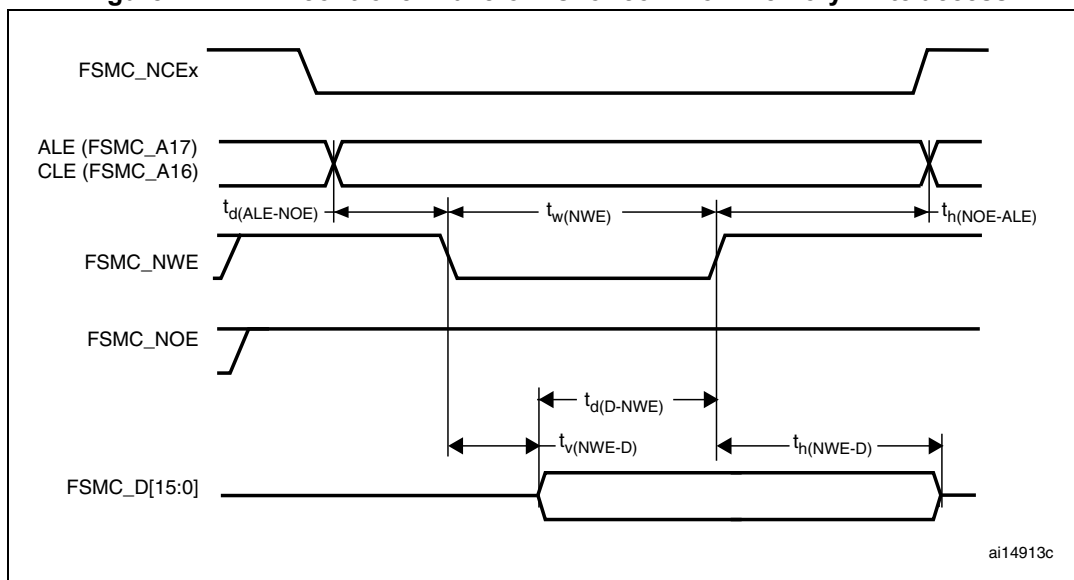 FSMC_NCEx
ALE (FSMC_A17)
CLE (FSMC_A16)
td(ALE-NOE)
tw(NWE)
th(NOE-ALE)
FSMC_NWE
FSMC_NOE
td(D-NWE)
tv(NWE-D)
th(NWE-D)
FSMC_D[15:0]
ai14913c